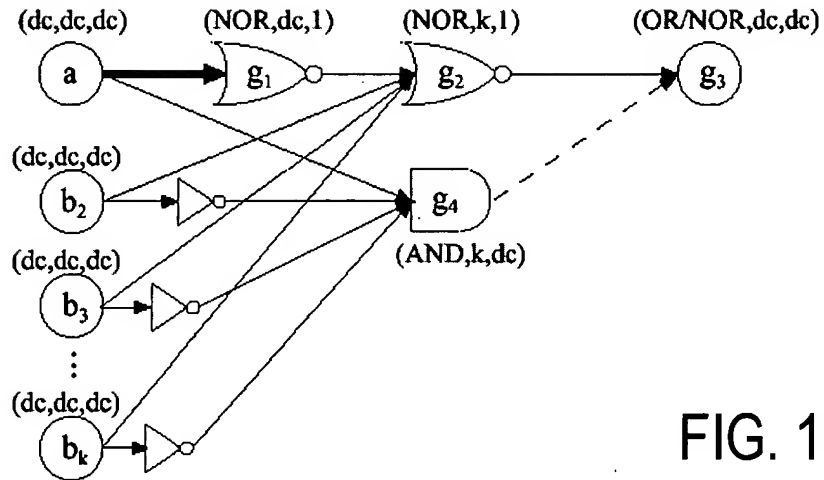 (dc,dc,dc) (NOR,dc,1) (NOR,k,1) (OR/NOR,dc,dc)
a g₁ g₂ g₃
(dc,dc,dc)
b₂ g₄
(AND,k,dc)
(dc,dc,dc)
b₃
⋮
(dc,dc,dc)
bₖ
FIG. 1